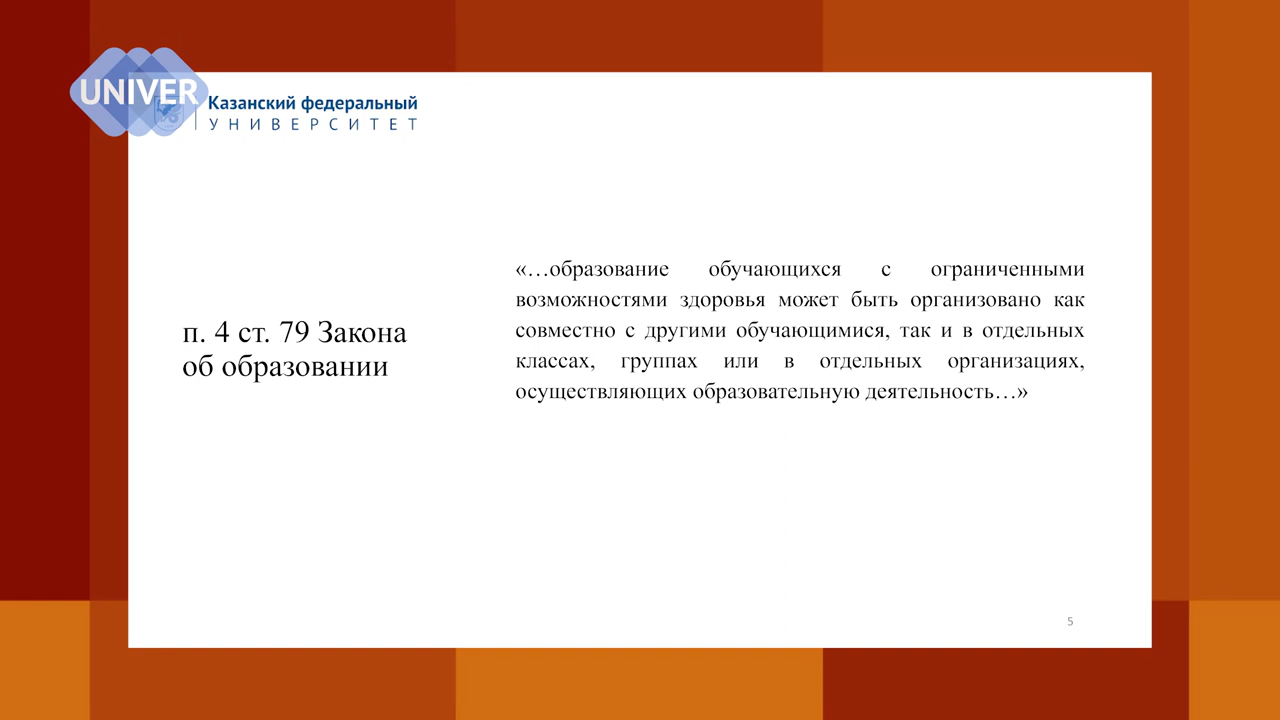 UNIVER
Казанский федеральный
УНИВЕРСИТЕТ
п. 4 ст. 79 Закона
об образовании
«…образование обучающихся с ограниченными
возможностями здоровья может быть организовано как
совместно с другими обучающимися, так и в отдельных
классах, группах или в отдельных организациях,
осуществляющих образовательную деятельность…»
5